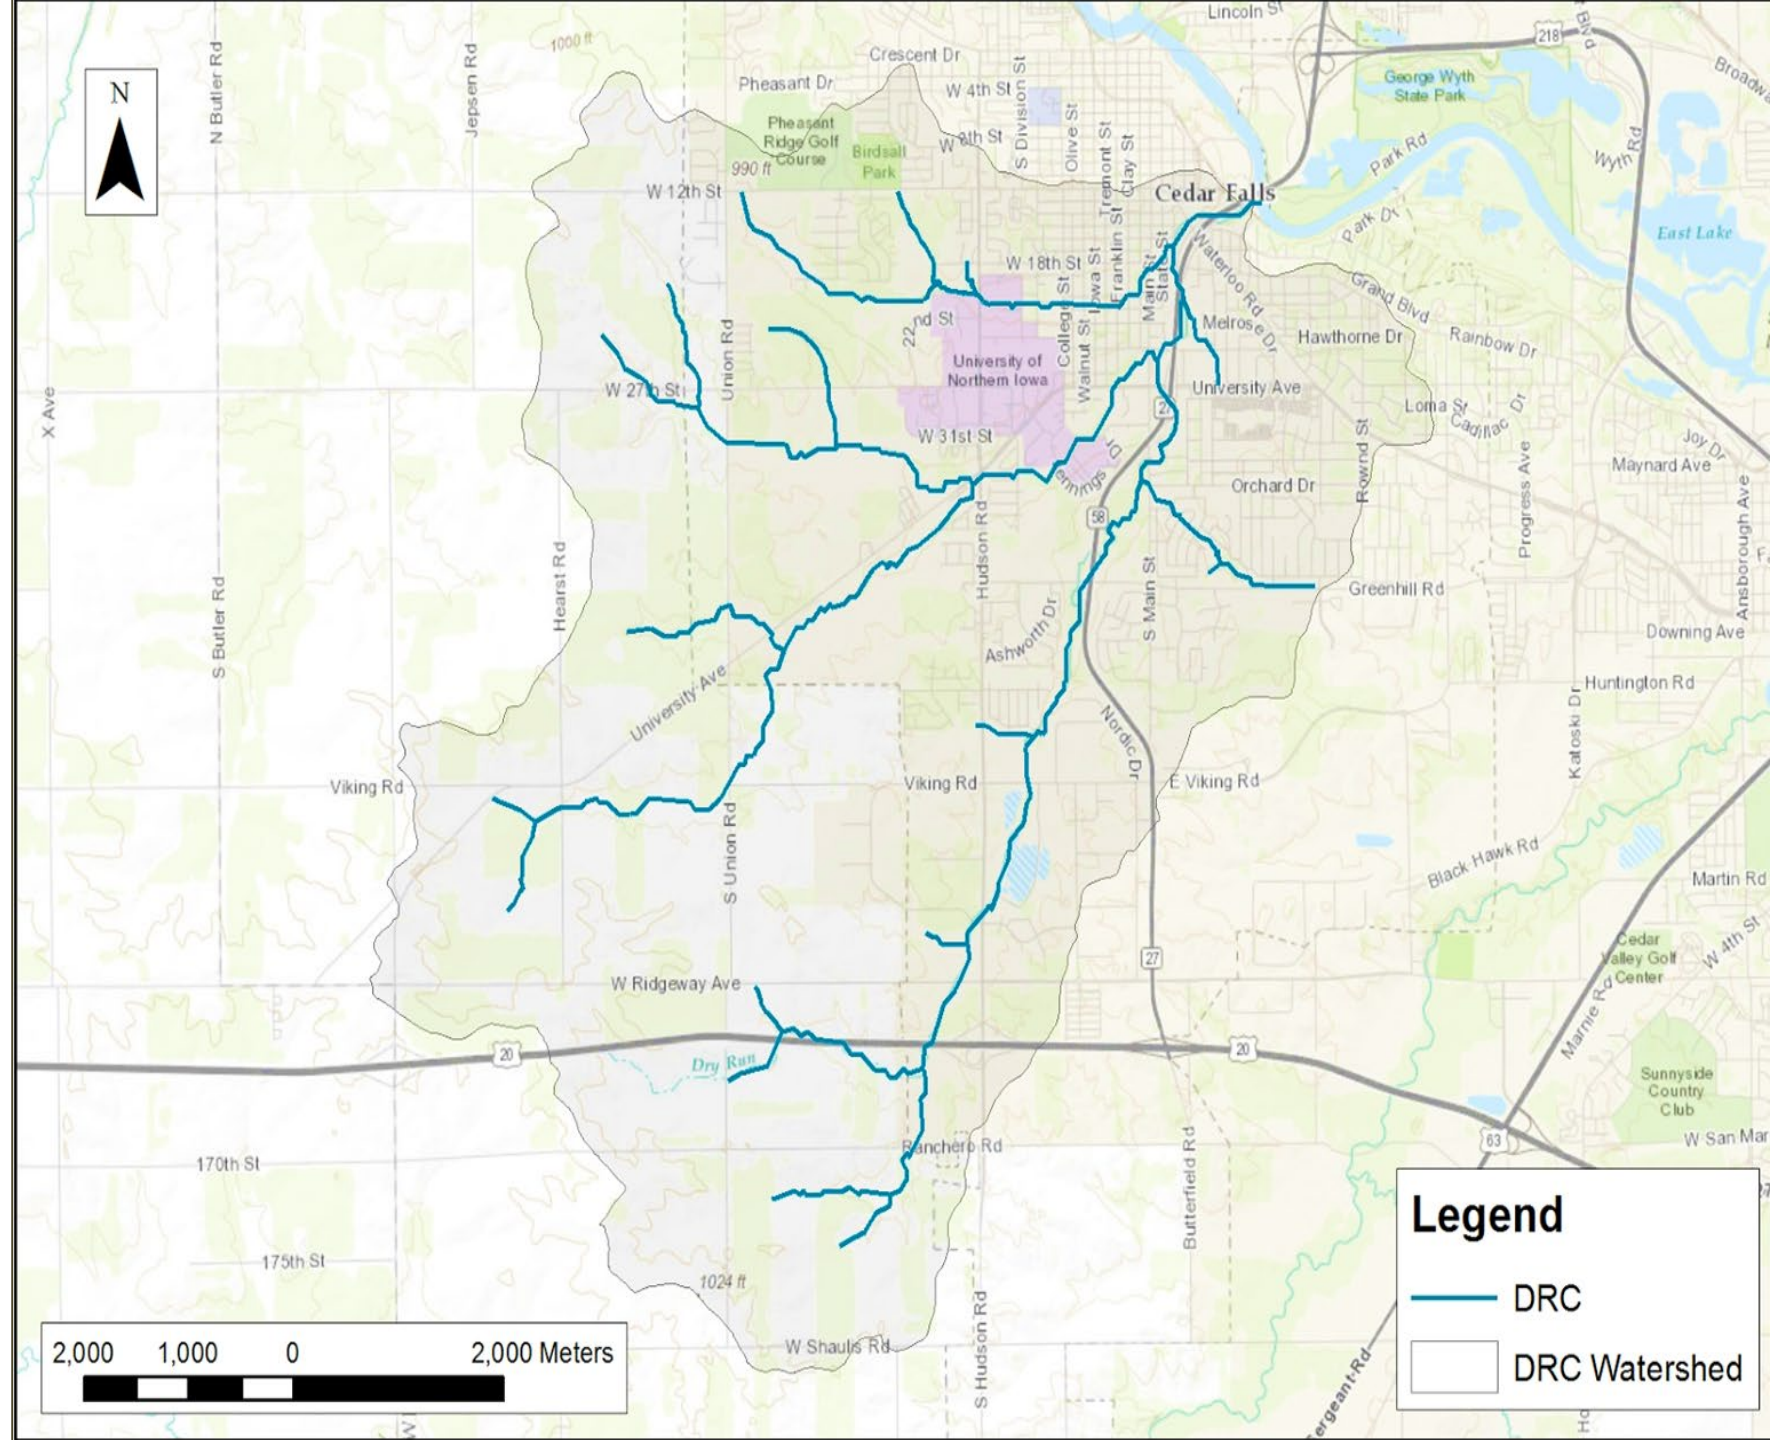 Lincoln St
218
Blvd
1000 ft
Crescent Dr
Broadwa
N
N Butler Rd
Jepsen Rd
Pheasant Dr
W 4th St
S Division St
George Wyth
State Park
Pheasant
Ridge Golf
Course
Birdsall
Park
W 8th St
Olive St
Tremont St
Clay St
Park Rd
Wyth Rd
990 ft
W 12th St
Cedar Falls
Park Dr
East Lake
W 18th St
Iowa St
Franklin St
Main St
State St
Waterloo Rd
Grand Blvd
22nd St
College St
Walnut St
Melrose Dr
Hawthorne Dr
Rainbow Dr
Union Rd
University of
Northern Iowa
X Ave
W 27th St
University Ave
Loma St
Cadillac Dr
W 31st St
Rownd St
Joy Dr
Maynard Ave
Progress Ave
Ansborough Ave
ennings Dr
Orchard Dr
58
Hudson Rd
Hearst Rd
S Butler Rd
Ashworth Dr
S Main St
Greenhill Rd
Downing Ave
University Ave
Huntington Rd
Katoski Dr
Nordic Dr
Viking Rd
Viking Rd
E Viking Rd
S Union Rd
Black Hawk Rd
Martin Rd
W 4th St
Cedar
Valley Golf
Center
27
W Ridgeway Ave
Marnie Rd
20
Dry Run
20
Sunnyside
Country
Club
63
W San Mar
Ranchero Rd
170th St
Butterfield Rd
175th St
1024 ft
S Hudson Rd
W Shaulis Rd
Sergeant Rd
Legend
DRC
DRC Watershed
2,000 1,000 0 2,000 Meters